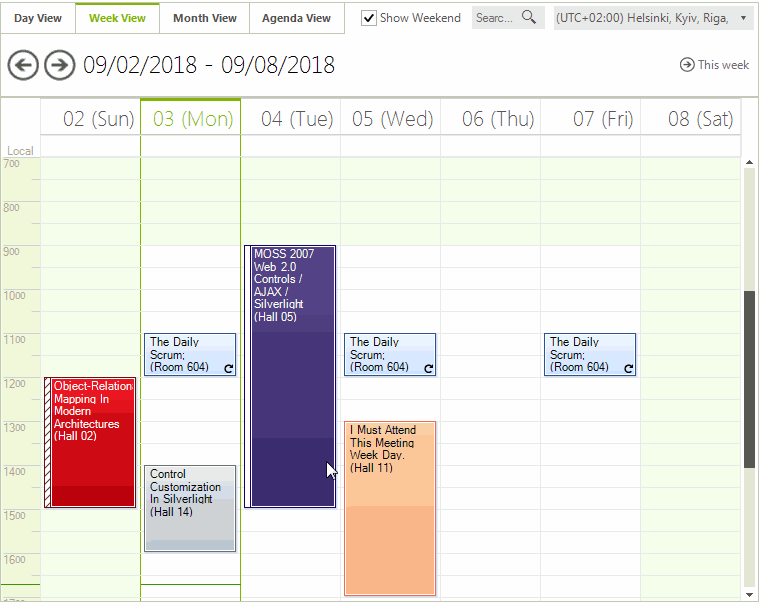 Day View Week View Month View Agenda View Show Weekend Searc... (UTC+02:00) Helsinki, Kyiv, Riga,
09/02/2018 - 09/08/2018 This week
02 (Sun) 03 (Mon) 04 (Tue) 05 (Wed) 06 (Thu) 07 (Fri) 08 (Sat)
Local
700
800
900
1000
1100
1200
1300
1400
1500
1600
Object-Relationa
Mapping In
Modern
Architectures
(Hall 02)
The Daily
Scrum;
(Room 604)
Control
Customization
In Silverlight
(Hall 14)
MOSS 2007
Web 2.0
Controls /
AJAX /
Silverlight
(Hall 05)
The Daily
Scrum;
(Room 604)
I Must Attend
This Meeting
Week Day.
(Hall 11)
The Daily
Scrum;
(Room 604)